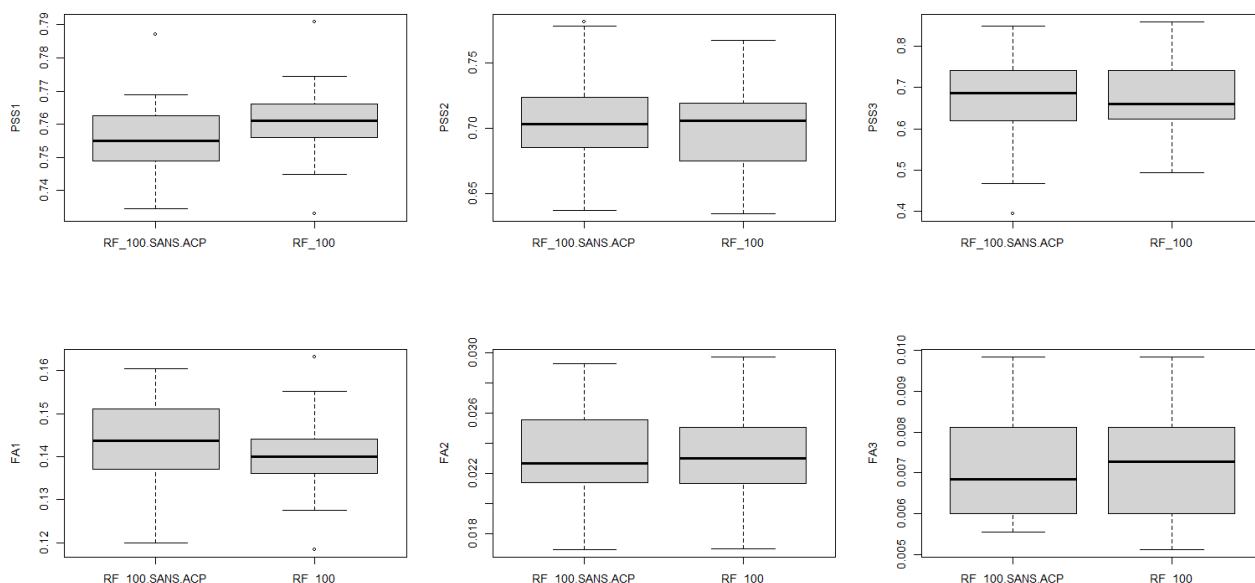 PSS1
0.74 0.75 0.76 0.77 0.78 0.79
RF_100.SANS.ACP RF_100
PSS2
0.65 0.70 0.75
RF_100.SANS.ACP RF_100
PSS3
0.4 0.5 0.6 0.7 0.8
RF_100.SANS.ACP RF_100
FA1
0.12 0.13 0.14 0.15 0.16
RF_100.SANS.ACP RF_100
FA2
0.018 0.022 0.026 0.030
RF_100.SANS.ACP RF_100
FA3
0.005 0.006 0.007 0.008 0.009 0.010
RF_100.SANS.ACP RF_100